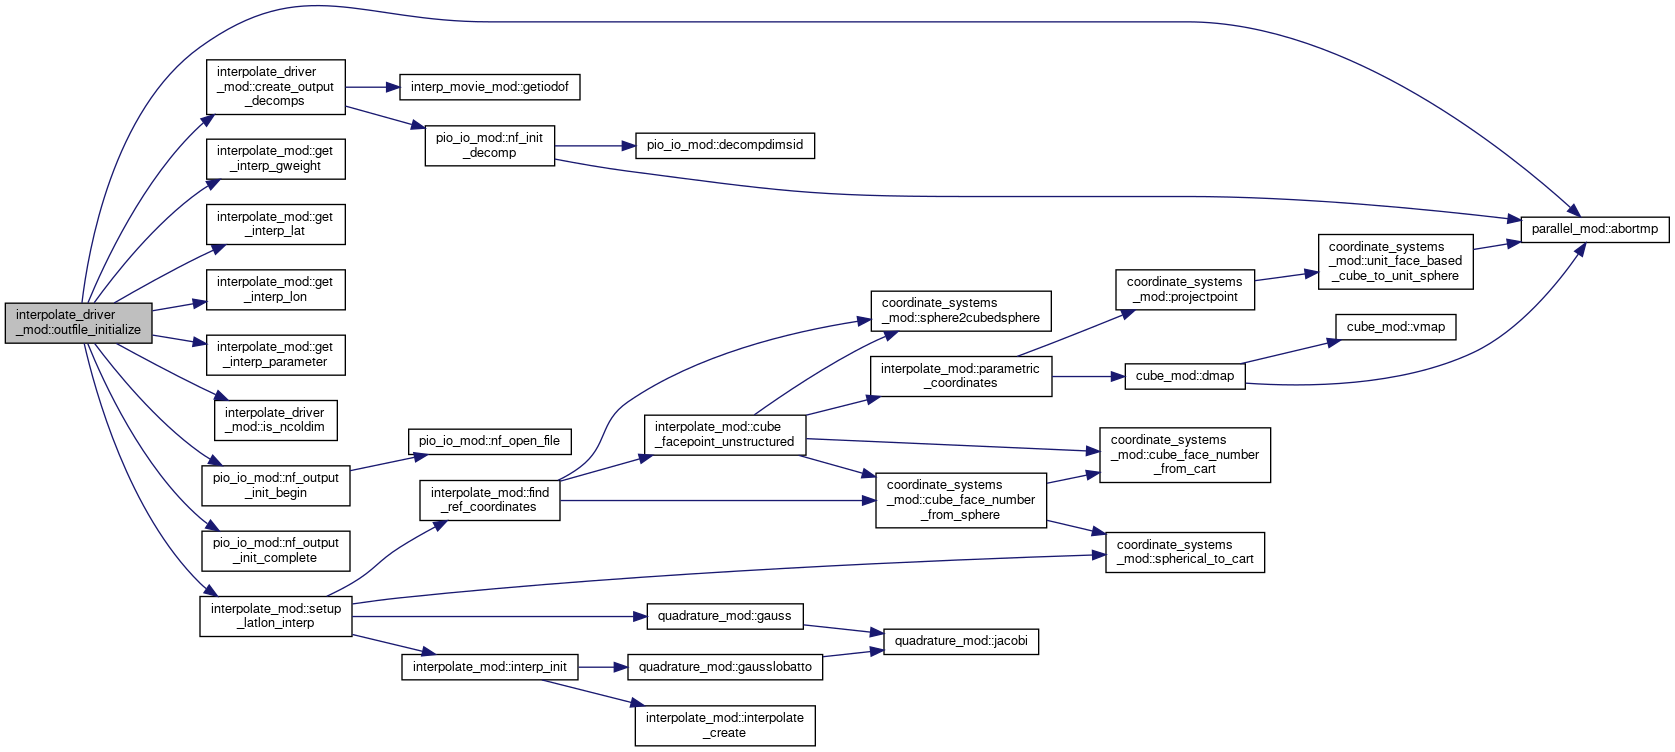 interpolate_driver
_mod::outfile_initialize
interpolate_driver
_mod::create_output
_decomps
interpolate_mod::get
_interp_gweight
interpolate_mod::get
_interp_lat
interpolate_mod::get
_interp_lon
interpolate_mod::get
_interp_parameter
interpolate_driver
_mod::is_ncoldim
pio_io_mod::nf_output
_init_begin
pio_io_mod::nf_output
_init_complete
interpolate_mod::setup
_latlon_interp
interp_movie_mod::getiodof
pio_io_mod::nf_init
_decomp
pio_io_mod::decompdimsid
pio_io_mod::nf_open_file
interpolate_mod::find
_ref_coordinates
interpolate_mod::interp_init
interpolate_mod::cube
_facepoint_unstructured
quadrature_mod::gauss
quadrature_mod::gausslobatto
interpolate_mod::interpolate
_create
coordinate_systems
_mod::sphere2cubedsphere
interpolate_mod::parametric
_coordinates
coordinate_systems
_mod::cube_face_number
_from_sphere
quadrature_mod::jacobi
coordinate_systems
_mod::projectpoint
cube_mod::dmap
coordinate_systems
_mod::cube_face_number
_from_cart
coordinate_systems
_mod::spherical_to_cart
coordinate_systems
_mod::unit_face_based
_cube_to_unit_sphere
cube_mod::vmap
parallel_mod::abortmp